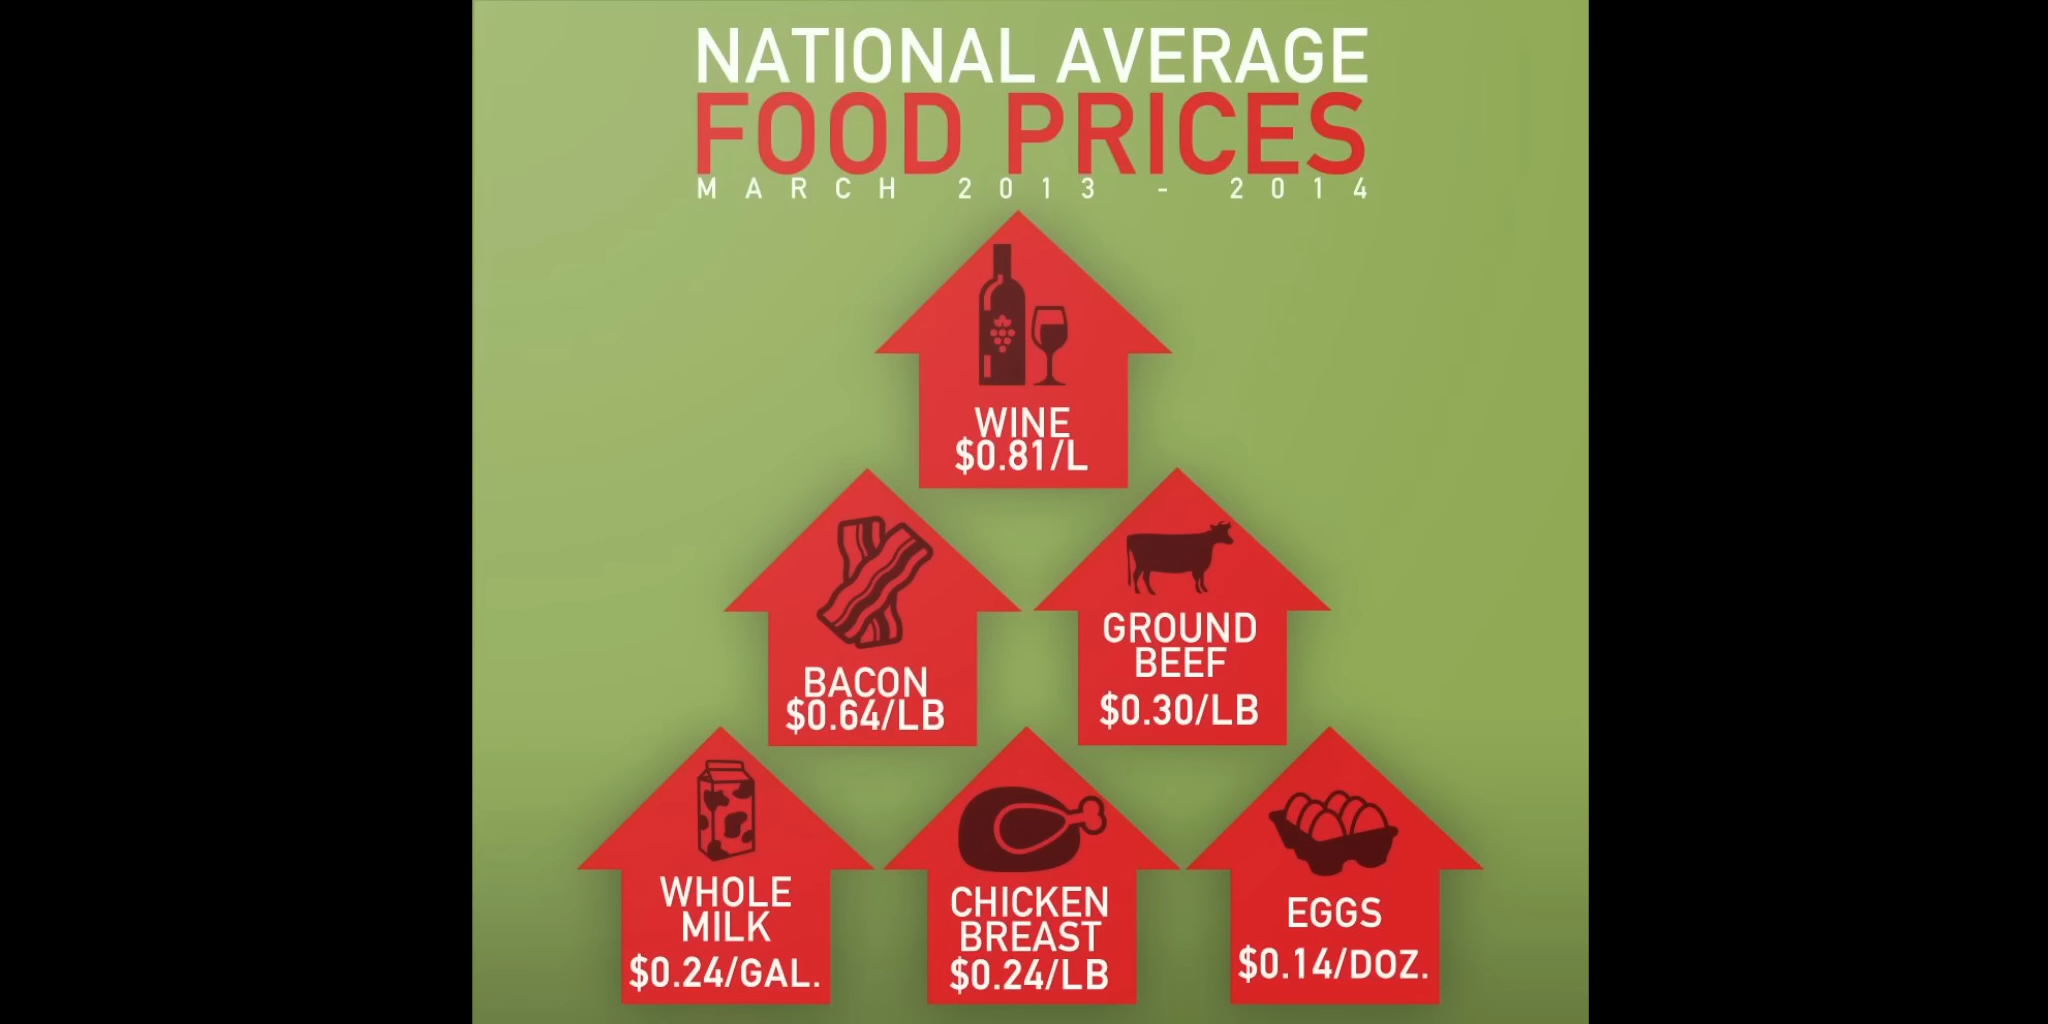 NATIONAL AVERAGE
FOOD PRICES
MARCH 2013 - 2014
WINE
$0.81/L
BACON
$0.64/LB
GROUND
BEEF
$0.30/LB
WHOLE
MILK
$0.24/GAL.
CHICKEN
BREAST
$0.24/LB
EGGS
$0.14/DOZ.